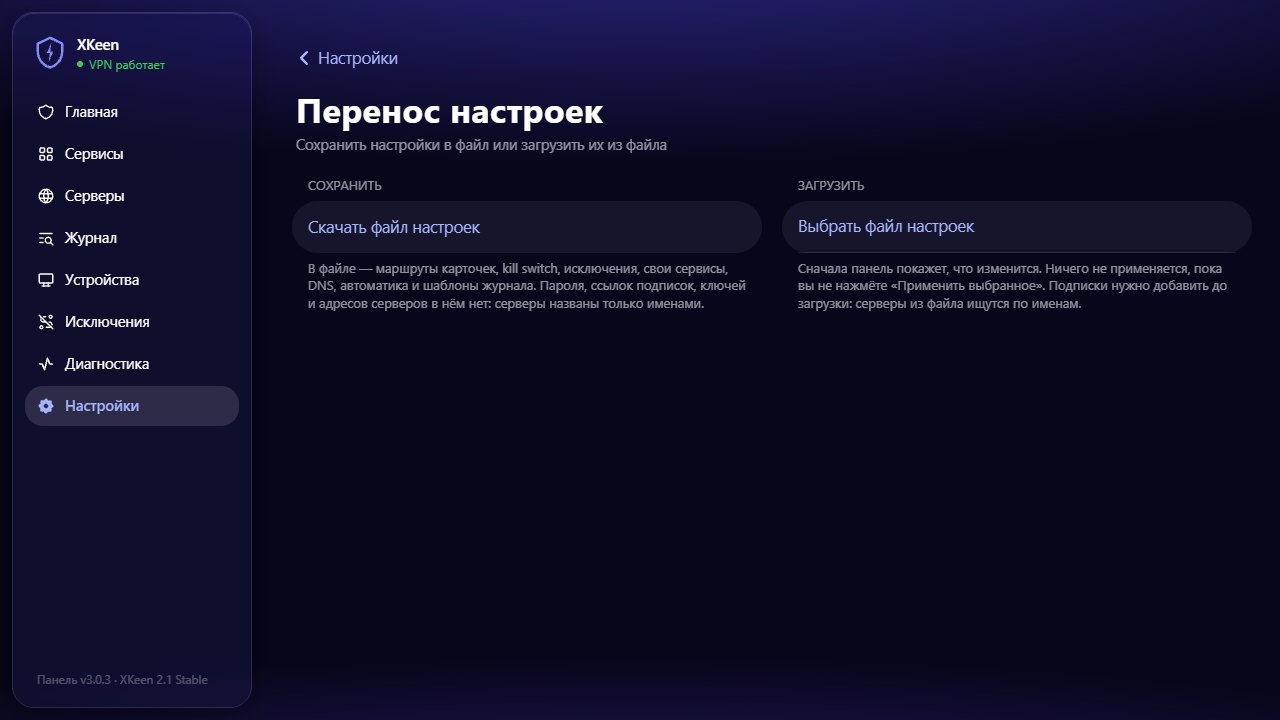 XKeen
VPN работает
Главная
Сервисы
Серверы
Журнал
Устройства
Исключения
Диагностика
Настройки
Панель v3.0.3 · XKeen 2.1 Stable
Настройки
Перенос настроек
Сохранить настройки в файл или загрузить их из файла
СОХРАНИТЬ
Скачать файл настроек
В файле — маршруты карточек, kill switch, исключения, свои сервисы,
DNS, автоматика и шаблоны журнала. Пароля, ссылок подписок, ключей
и адресов серверов в нём нет: серверы названы только именами.
ЗАГРУЗИТЬ
Выбрать файл настроек
Сначала панель покажет, что изменится. Ничего не применяется, пока
вы не нажмёте «Применить выбранное». Подписки нужно добавить до
загрузки: серверы из файла ищутся по именам.